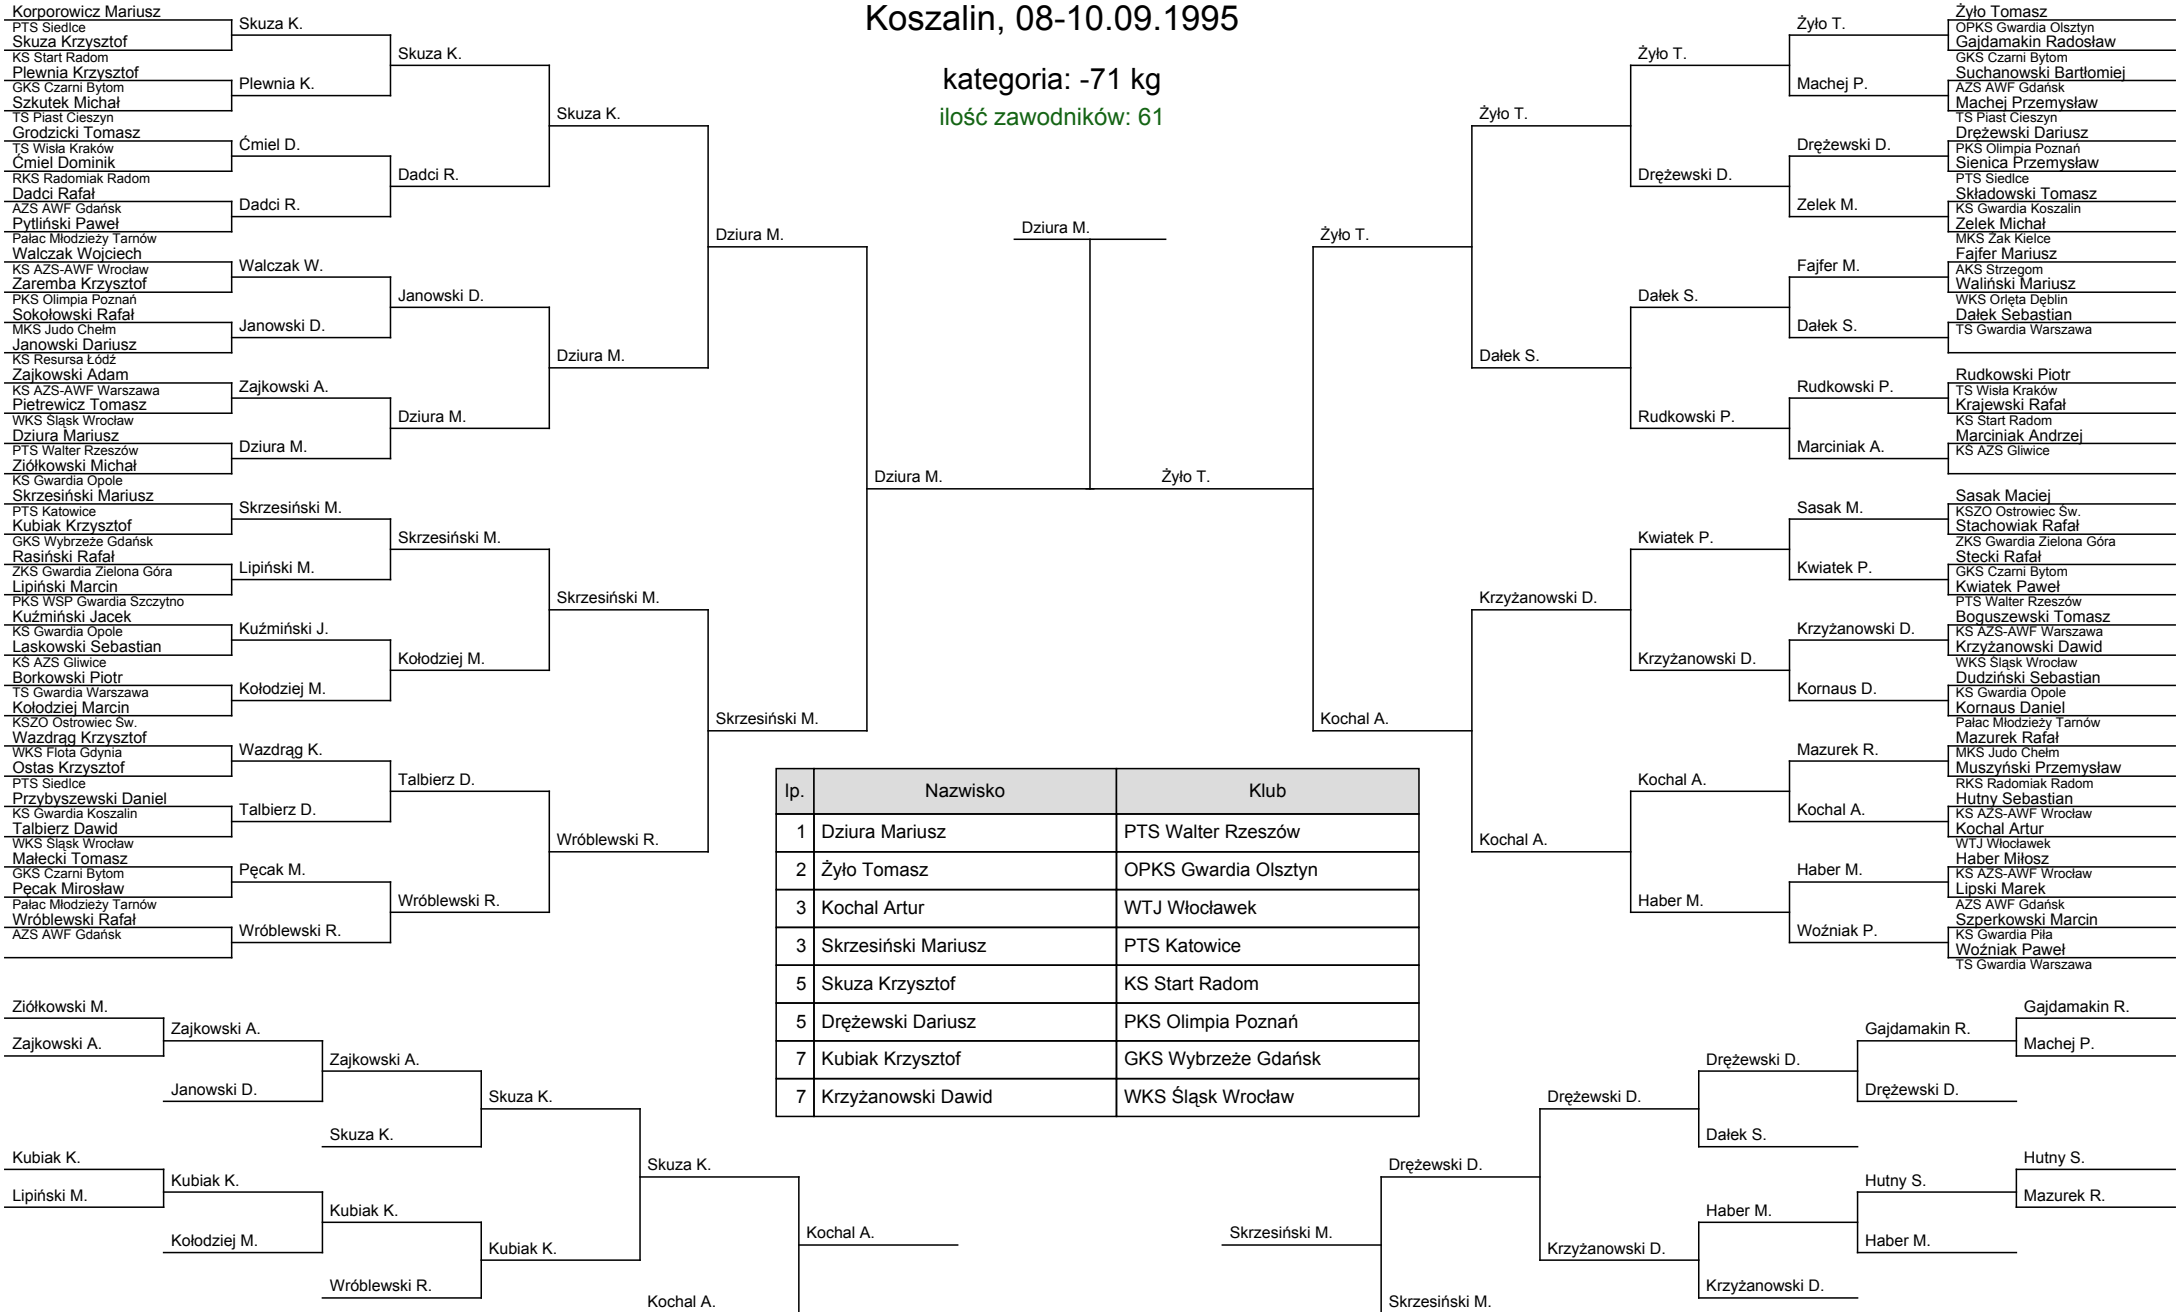 Koszalin, 08-10.09.1995
kategoria: -71 kg
ilość zawodników: 61
Korporowicz Mariusz
PTS Siedlce
Skuza Krzysztof
KS Start Radom
Plewnia Krzysztof
GKS Czarni Bytom
Szkutek Michał
TS Piast Cieszyn
Grodzicki Tomasz
TS Wisła Kraków
Ćmiel Dominik
RKS Radomiak Radom
Dadci Rafał
AZS AWF Gdańsk
Pytliński Paweł
Pałac Młodzieży Tarnów
Walczak Wojciech
KS AZS-AWF Wrocław
Zaremba Krzysztof
PKS Olimpia Poznań
Sokołowski Rafał
MKS Judo Chełm
Janowski Dariusz
KS Resursa Łódź
Zajkowski Adam
KS AZS-AWF Warszawa
Pietrewicz Tomasz
WKS Śląsk Wrocław
Dziura Mariusz
PTS Walter Rzeszów
Ziółkowski Michał
KS Gwardia Opole
Skrzesiński Mariusz
PTS Katowice
Kubiak Krzysztof
GKS Wybrzeże Gdańsk
Rasiński Rafał
ZKS Gwardia Zielona Góra
Lipiński Marcin
PKS WSP Gwardia Szczytno
Kuźmiński Jacek
KS Gwardia Opole
Laskowski Sebastian
KS AZS Gliwice
Borkowski Piotr
TS Gwardia Warszawa
Kołodziej Marcin
KSZO Ostrowiec Św.
Wazdrąg Krzysztof
WKS Flota Gdynia
Ostas Krzysztof
PTS Siedlce
Przybyszewski Daniel
KS Gwardia Koszalin
Talbierz Dawid
WKS Śląsk Wrocław
Małecki Tomasz
GKS Czarni Bytom
Pęcak Mirosław
Pałac Młodzieży Tarnów
Wróblewski Rafał
AZS AWF Gdańsk
Skuza K.
Plewnia K.
Ćmiel D.
Dadci R.
Walczak W.
Janowski D.
Zajkowski A.
Dziura M.
Skrzesiński M.
Lipiński M.
Kuźmiński J.
Kołodziej M.
Wazdrąg K.
Talbierz D.
Pęcak M.
Wróblewski R.
Skuza K.
Dadci R.
Janowski D.
Dziura M.
Skrzesiński M.
Kołodziej M.
Talbierz D.
Wróblewski R.
Skuza K.
Dziura M.
Skrzesiński M.
Wróblewski R.
Dziura M.
Skrzesiński M.
Dziura M.
Dziura M.
Żyło T.
Żyło T.
Kochal A.
Żyło T.
Dałek S.
Krzyżanowski D.
Kochal A.
Żyło T.
Drężewski D.
Dałek S.
Rudkowski P.
Kwiatek P.
Krzyżanowski D.
Kochal A.
Haber M.
Żyło T.
Machej P.
Drężewski D.
Zelek M.
Fajfer M.
Dałek S.
Rudkowski P.
Marciniak A.
Sasak M.
Kwiatek P.
Krzyżanowski D.
Kornaus D.
Mazurek R.
Kochal A.
Haber M.
Woźniak P.
Żyło Tomasz
OPKS Gwardia Olsztyn
Gajdamakin Radosław
GKS Czarni Bytom
Suchanowski Bartłomiej
AZS AWF Gdańsk
Machej Przemysław
TS Piast Cieszyn
Drężewski Dariusz
PKS Olimpia Poznań
Sienica Przemysław
PTS Siedlce
Składowski Tomasz
KS Gwardia Koszalin
Zelek Michał
MKS Żak Kielce
Fajfer Mariusz
AKS Strzegom
Waliński Mariusz
WKS Orlęta Dęblin
Dałek Sebastian
TS Gwardia Warszawa
Rudkowski Piotr
TS Wisła Kraków
Krajewski Rafał
KS Start Radom
Marciniak Andrzej
KS AZS Gliwice
Sasak Maciej
KSZO Ostrowiec Św.
Stachowiak Rafał
ZKS Gwardia Zielona Góra
Stecki Rafał
GKS Czarni Bytom
Kwiatek Paweł
PTS Walter Rzeszów
Boguszewski Tomasz
KS AZS-AWF Warszawa
Krzyżanowski Dawid
WKS Śląsk Wrocław
Dudziński Sebastian
KS Gwardia Opole
Kornaus Daniel
Pałac Młodzieży Tarnów
Mazurek Rafał
MKS Judo Chełm
Muszyński Przemysław
RKS Radomiak Radom
Hutny Sebastian
KS AZS-AWF Wrocław
Kochal Artur
WTJ Włocławek
Haber Miłosz
KS AZS-AWF Wrocław
Lipski Marek
AZS AWF Gdańsk
Szperkowski Marcin
KS Gwardia Piła
Woźniak Paweł
TS Gwardia Warszawa
lp. Nazwisko Klub
1 Dziura Mariusz PTS Walter Rzeszów
2 Żyło Tomasz OPKS Gwardia Olsztyn
3 Kochal Artur WTJ Włocławek
3 Skrzesiński Mariusz PTS Katowice
5 Skuza Krzysztof KS Start Radom
5 Drężewski Dariusz PKS Olimpia Poznań
7 Kubiak Krzysztof GKS Wybrzeże Gdańsk
7 Krzyżanowski Dawid WKS Śląsk Wrocław
Ziółkowski M.
Zajkowski A.
Kubiak K.
Lipiński M.
Zajkowski A.
Janowski D.
Kubiak K.
Kołodziej M.
Zajkowski A.
Skuza K.
Kubiak K.
Wróblewski R.
Skuza K.
Kubiak K.
Skuza K.
Kochal A.
Kochal A.
Skrzesiński M.
Drężewski D.
Skrzesiński M.
Drężewski D.
Krzyżanowski D.
Drężewski D.
Dałek S.
Haber M.
Krzyżanowski D.
Gajdamakin R.
Drężewski D.
Hutny S.
Haber M.
Gajdamakin R.
Machej P.
Hutny S.
Mazurek R.